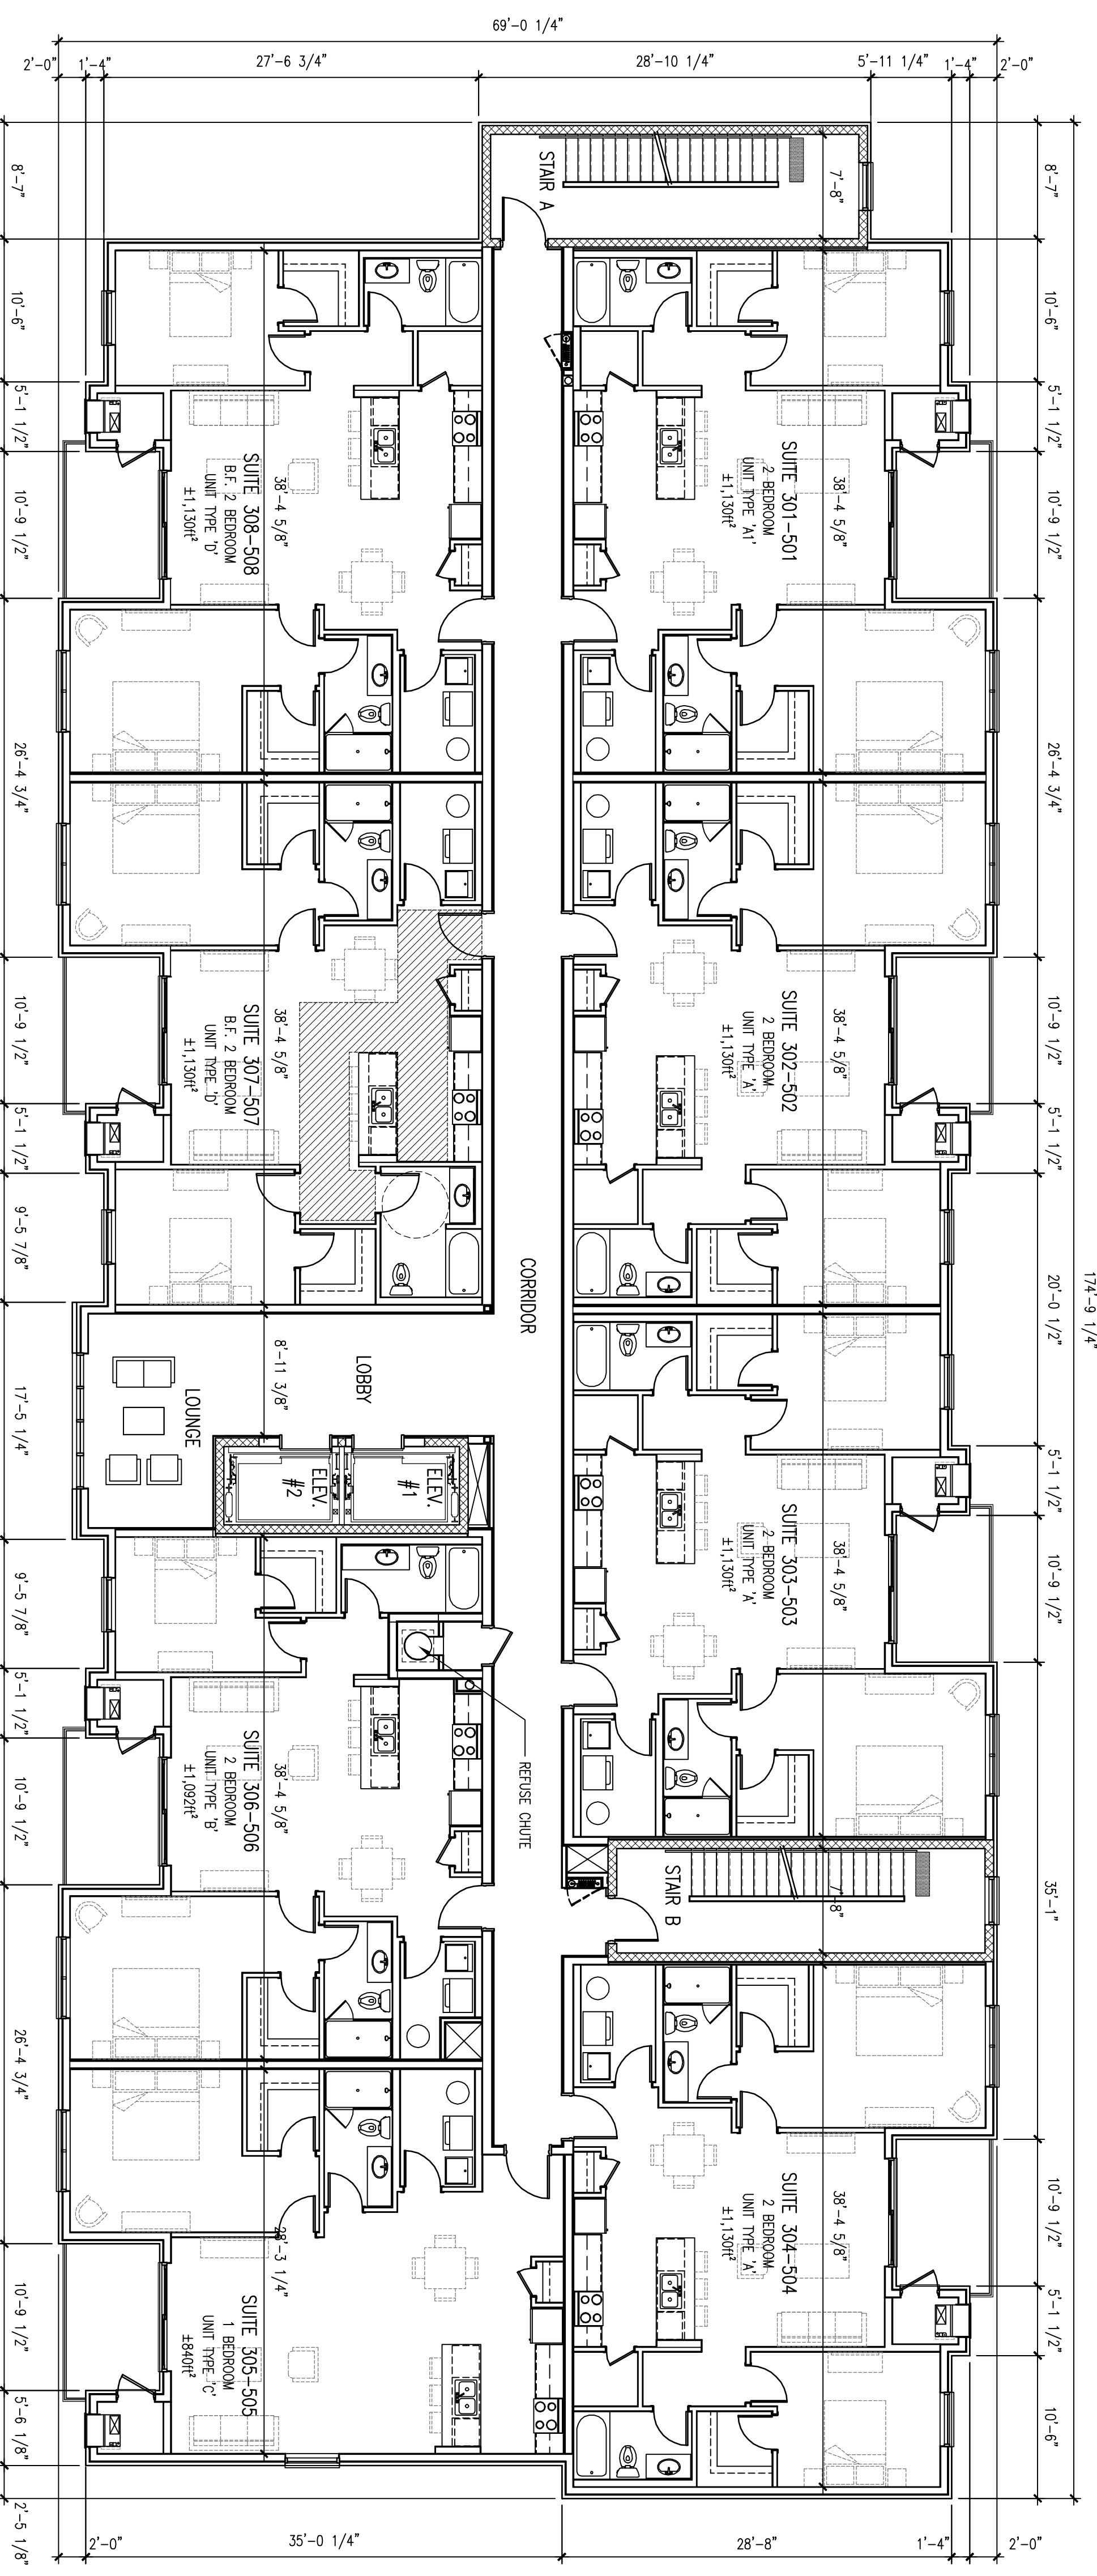 69'-0 1/4"
2'-0"
1'-4"
27'-6 3/4"
28'-10 1/4"
5'-11 1/4"
1'-4"
2'-0"
174'-9 1/4"
8'-7"
10'-6"
5'-1 1/2"
10'-9 1/2"
26'-4 3/4"
10'-9 1/2"
5'-1 1/2"
20'-0 1/2"
5'-1 1/2"
10'-9 1/2"
35'-1"
10'-9 1/2"
5'-1 1/2"
10'-6"
STAIR A
7'-8"
SUITE 301-501
2 BEDROOM
UNIT TYPE 'A1'
±1,130ft²
38'-4 5/8"
SUITE 302-502
2 BEDROOM
UNIT TYPE 'A'
±1,130ft²
38'-4 5/8"
SUITE 303-503
2 BEDROOM
UNIT TYPE 'A'
±1,130ft²
38'-4 5/8"
STAIR B
7'-8"
SUITE 304-504
2 BEDROOM
UNIT TYPE 'A'
±1,130ft²
38'-4 5/8"
CORRIDOR
REFUSE CHUTE
SUITE 308-508
B.F. 2 BEDROOM
UNIT TYPE 'D'
±1,130ft²
38'-4 5/8"
SUITE 307-507
B.F. 2 BEDROOM
UNIT TYPE 'D'
±1,130ft²
38'-4 5/8"
LOBBY
8'-11 3/8"
LOUNGE
ELEV.
#1
ELEV.
#2
SUITE 306-506
2 BEDROOM
UNIT TYPE 'B'
±1,092ft²
38'-4 5/8"
SUITE 305-505
1 BEDROOM
UNIT TYPE 'C'
±840ft²
28'-3 1/4"
8'-7"
10'-6"
5'-1 1/2"
10'-9 1/2"
26'-4 3/4"
10'-9 1/2"
5'-1 1/2"
9'-5 7/8"
17'-5 1/4"
9'-5 7/8"
5'-1 1/2"
10'-9 1/2"
26'-4 3/4"
10'-9 1/2"
5'-6 1/8"
2'-5 1/8"
2'-0"
35'-0 1/4"
28'-8"
1'-4"
2'-0"